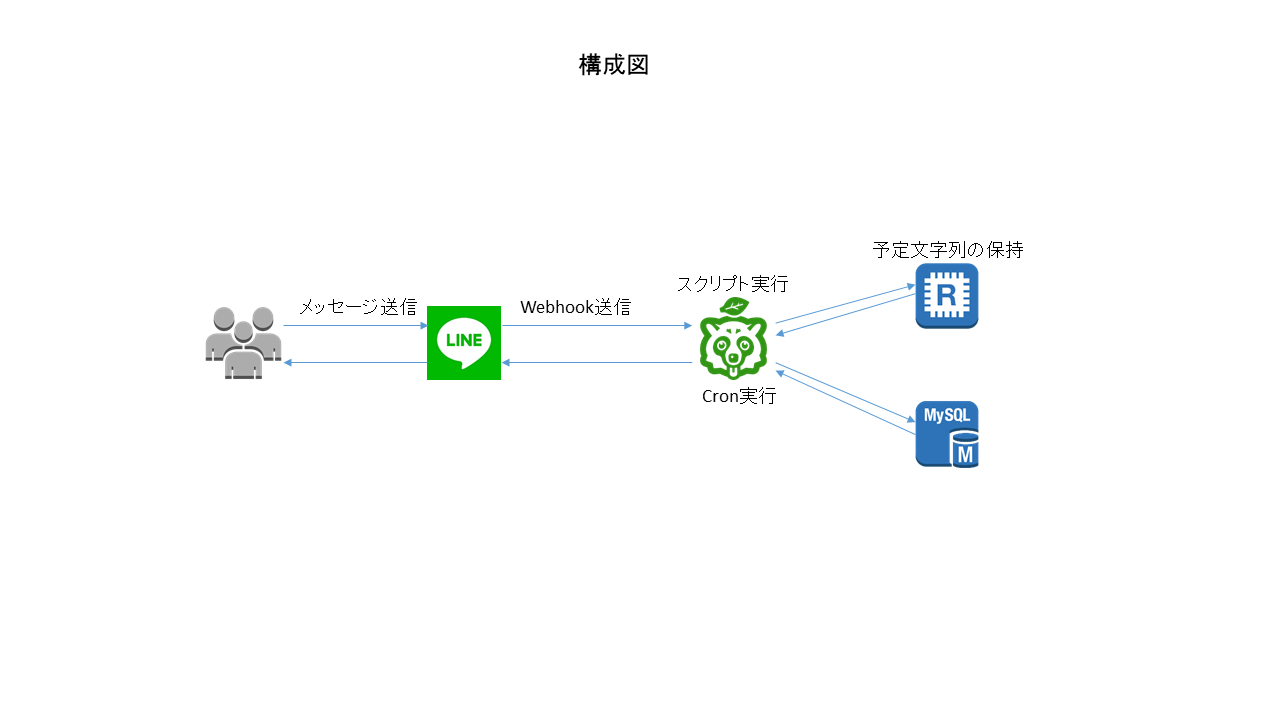 構成図
予定文字列の保持
スクリプト実行
メッセージ送信
Webhook送信
R
LINE
Cron実行
MySQL
M